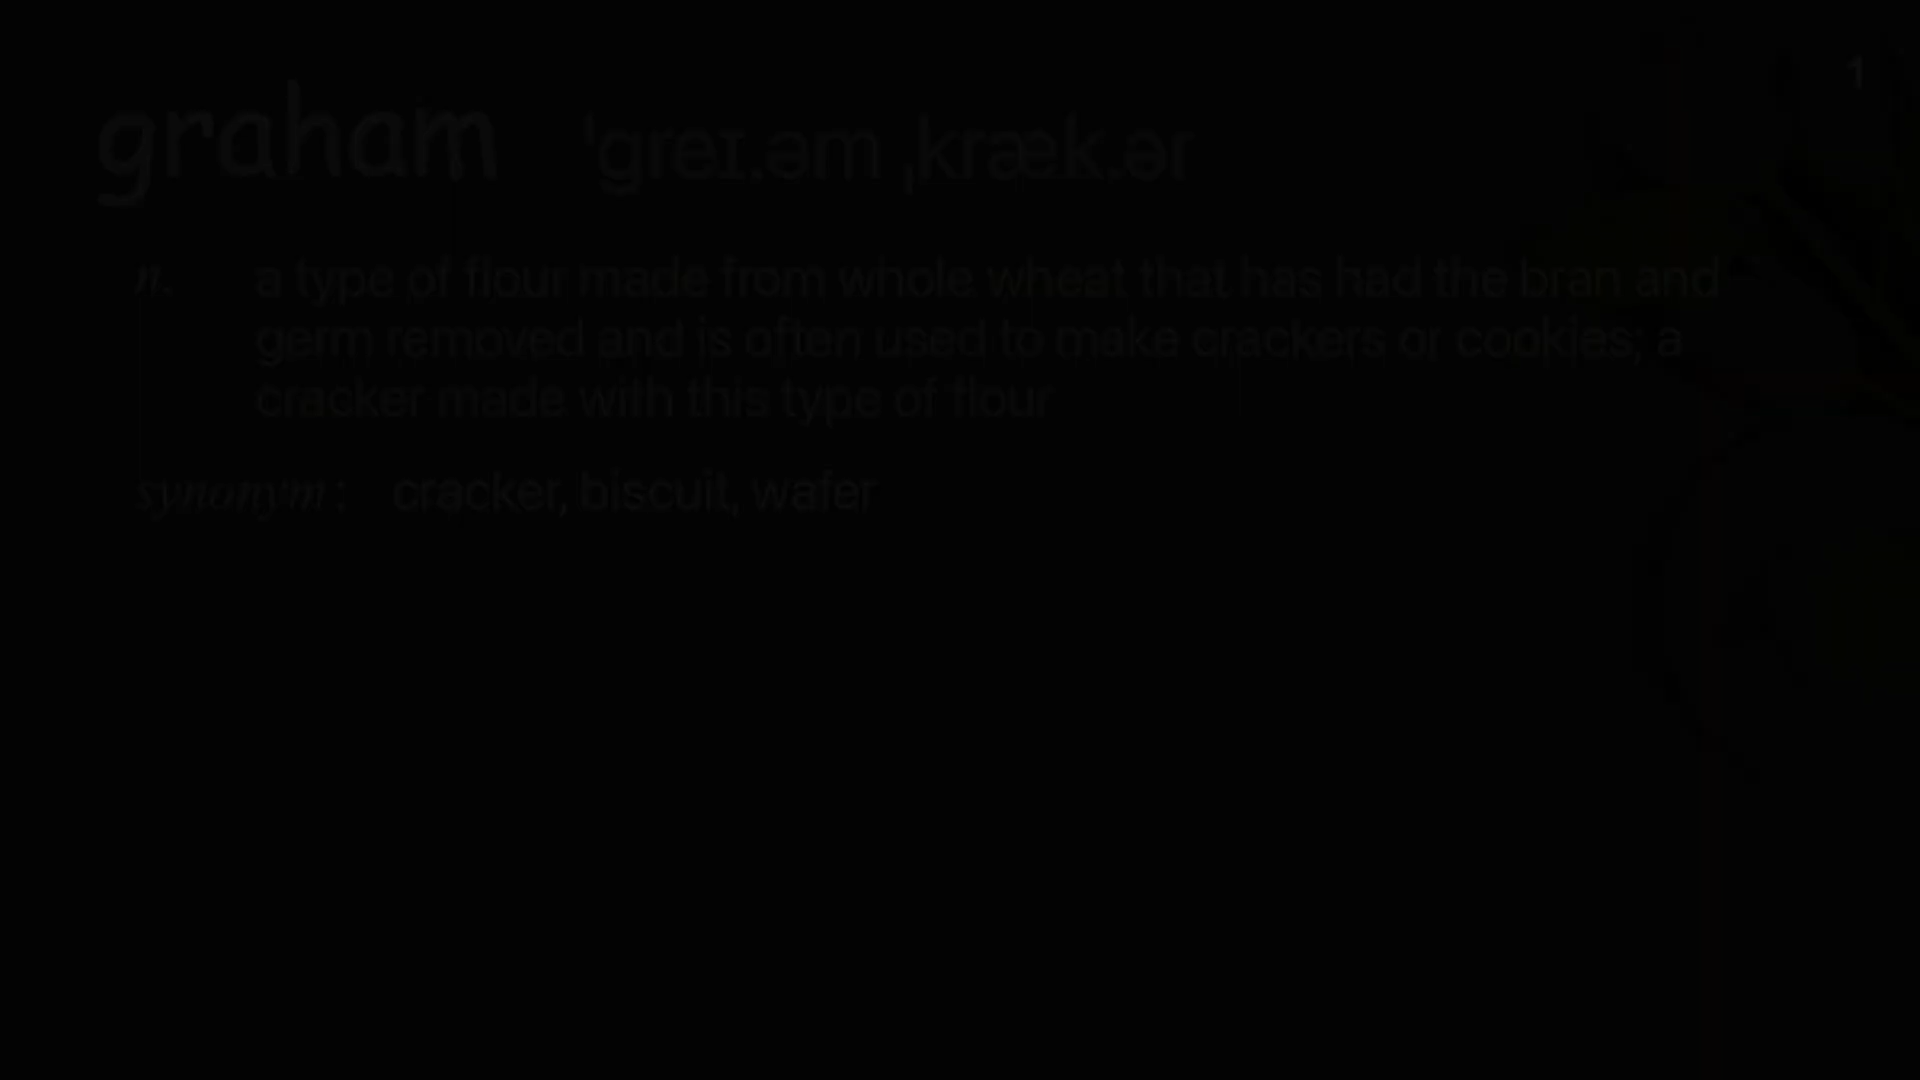 1
graham ˈɡreɪ.əm ˌkræk.ər
n. a type of flour made from whole wheat that has had the bran and
germ removed and is often used to make crackers or cookies; a
cracker made with this type of flour
synonym : cracker, biscuit, wafer